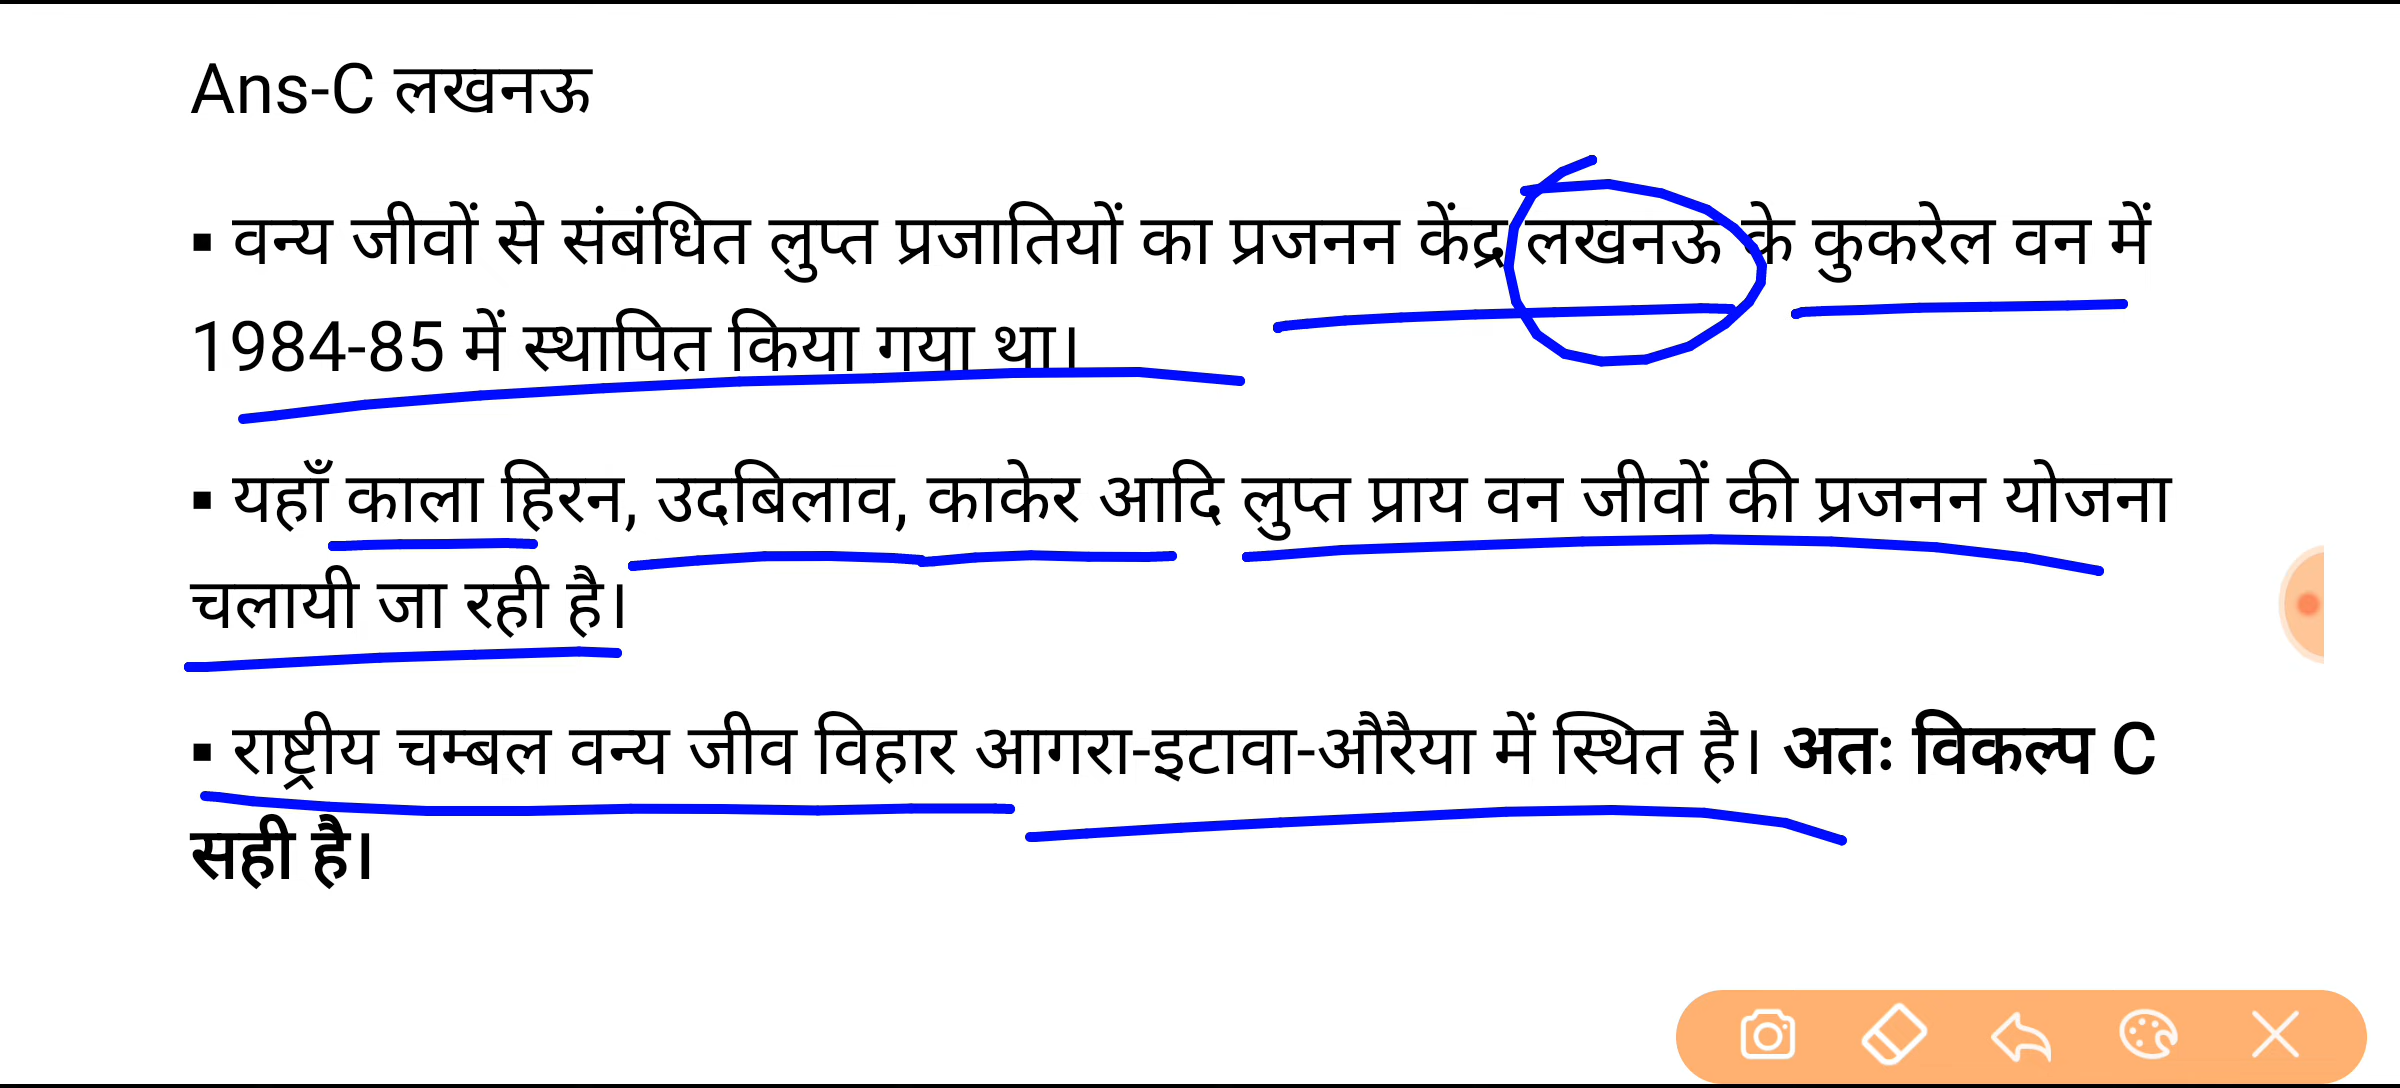 Ans-C लखनऊ
▪ वन्य जीवों से संबंधित लुप्त प्रजातियों का प्रजनन केंद्र लखनऊ के कुकरेल वन में
1984-85 में स्थापित किया गया था।
▪ यहाँ काला हिरन, उदबिलाव, काकेर आदि लुप्त प्राय वन जीवों की प्रजनन योजना
चलायी जा रही है।
▪ राष्ट्रीय चम्बल वन्य जीव विहार आगरा-इटावा-औरैया में स्थित है। अतः विकल्प C
सही है।